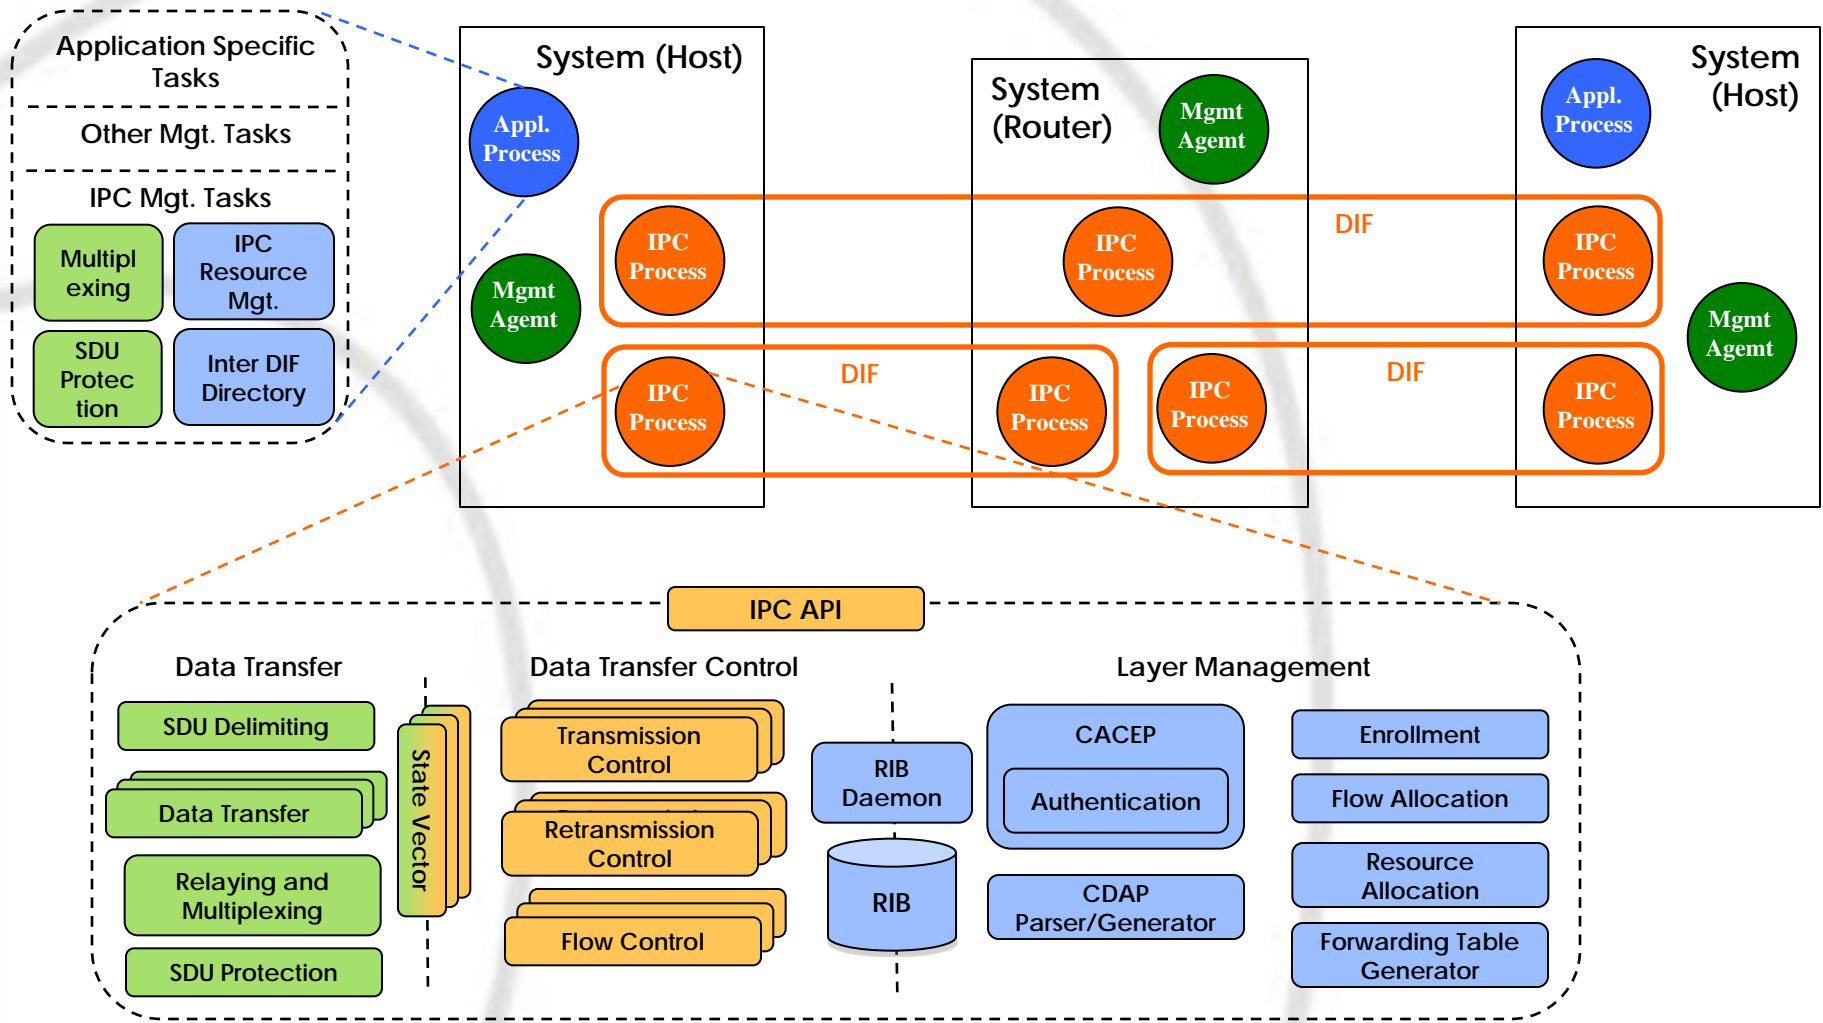 Application Specific
Tasks
Other Mgt. Tasks
IPC Mgt. Tasks
Multipl
exing
IPC
Resource
Mgt.
SDU
Protec
tion
Inter DIF
Directory
System (Host)
Appl.
Process
Mgmt
Agemt
IPC
Process
IPC
Process
DIF
System
(Router)
Mgmt
Agemt
IPC
Process
DIF
IPC
Process
IPC
Process
DIF
System
(Host)
Appl.
Process
IPC
Process
Mgmt
Agemt
IPC
Process
IPC API
Data Transfer
SDU Delimiting
Data Transfer
Relaying and
Multiplexing
SDU Protection
State Vector
Data Transfer Control
Transmission
Control
Retransmission
Control
Flow Control
RIB
Daemon
RIB
Layer Management
CACEP
Authentication
CDAP
Parser/Generator
Enrollment
Flow Allocation
Resource
Allocation
Forwarding Table
Generator